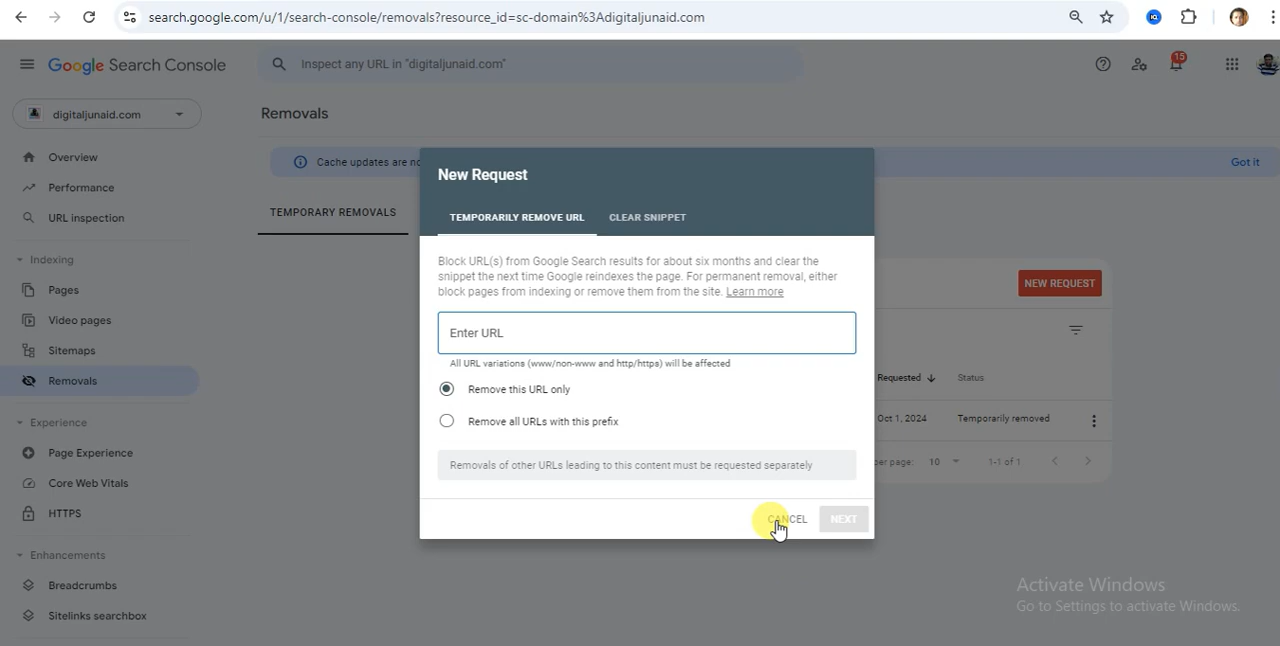 search.google.com/u/1/search-console/removals?resource_id=sc-domain%3Adigitaljunaid.com
Google Search Console
Inspect any URL in "digitaljunaid.com"
15
digitaljunaid.com
Removals
Overview
Cache updates are no
Got it
New Request
Performance
TEMPORARY REMOVALS
TEMPORARILY REMOVE URL
CLEAR SNIPPET
URL inspection
Indexing
Block URL(s) from Google Search results for about six months and clear the
snippet the next time Google reindexes the page. For permanent removal, either
block pages from indexing or remove them from the site. Learn more
NEW REQUEST
Pages
Video pages
Enter URL
Sitemaps
All URL variations (www/non-www and http/https) will be affected
Removals
Remove this URL only
Requested
Status
Experience
Remove all URLs with this prefix
Oct 1, 2024
Temporarily removed
Page Experience
Removals of other URLs leading to this content must be requested separately
per page:
10
1-1 of 1
Core Web Vitals
HTTPS
CANCEL
NEXT
Enhancements
Breadcrumbs
Sitelinks searchbox
Activate Windows
Go to Settings to activate Windows.